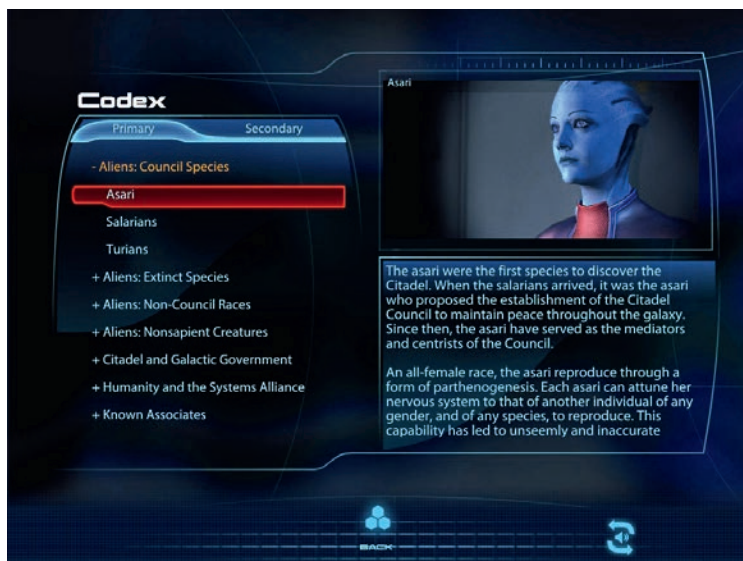 Codex
Primary
Secondary
- Aliens: Council Species
Asari
Salarians
Turians
+ Aliens: Extinct Species
+ Aliens: Non-Council Races
+ Aliens: Nonsapient Creatures
+ Citadel and Galactic Government
+ Humanity and the Systems Alliance
+ Known Associates
Asari
The asari were the first species to discover the
Citadel. When the salarians arrived, it was the asari
who proposed the establishment of the Citadel
Council to maintain peace throughout the galaxy.
Since then, the asari have served as the mediators
and centrists of the Council.
An all-female race, the asari reproduce through a
form of parthenogenesis. Each asari can attune her
nervous system to that of another individual of any
gender, and of any species, to reproduce. This
capability has led to unseemly and inaccurate
BACK